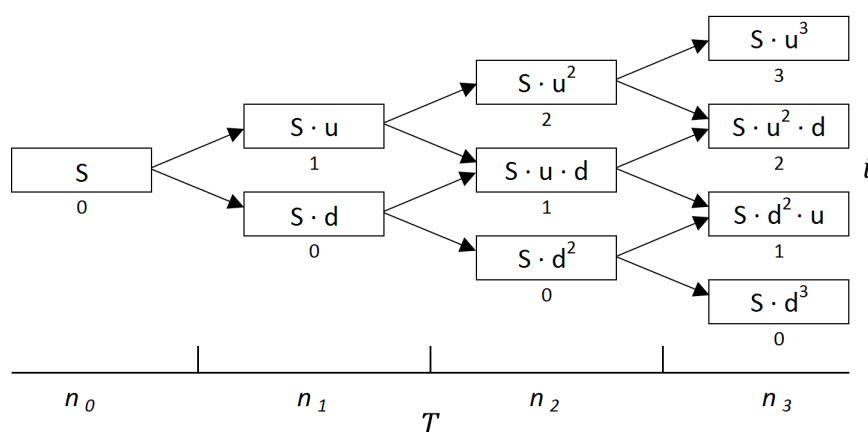 S · u³
3
S · u²
2
S · u
1
S · u² · d
2
S
0
S · u · d
1
i
S · d
0
S · d² · u
1
S · d²
0
S · d³
0
n₀ n₁ n₂ n₃
T